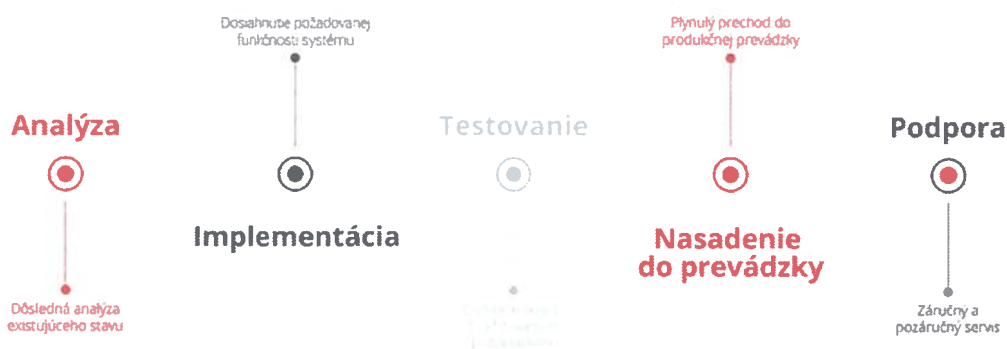 Dosiahnutie požadovanej
funkčnosti systému
Plynulý prechod do
produkčnej prevádzky
Analýza
Testovanie
Podpora
Implementácia
Nasadenie
do prevádzky
Dôsledná analýza
existujúceho stavu
Záručný a
pozáručný servis